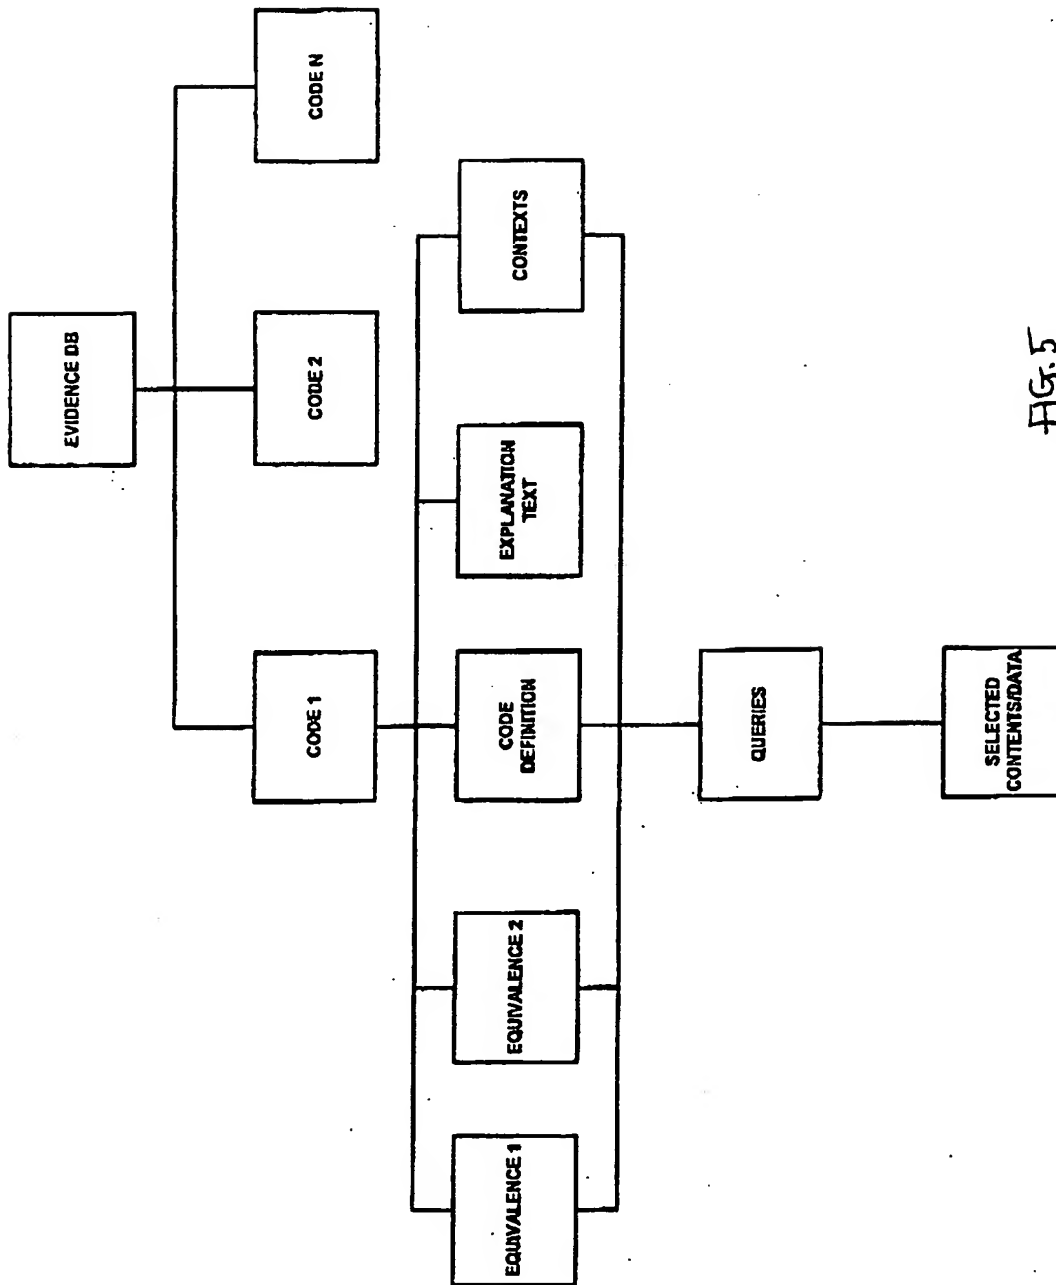 EVIDENCE DB
CODE 1
CODE 2
CODE N
EQUIVALENCE 1
EQUIVALENCE 2
CODE
DEFINITION
EXPLANATION
TEXT
CONTEXTS
QUERIES
SELECTED
CONTENTS/DATA
FIG. 5